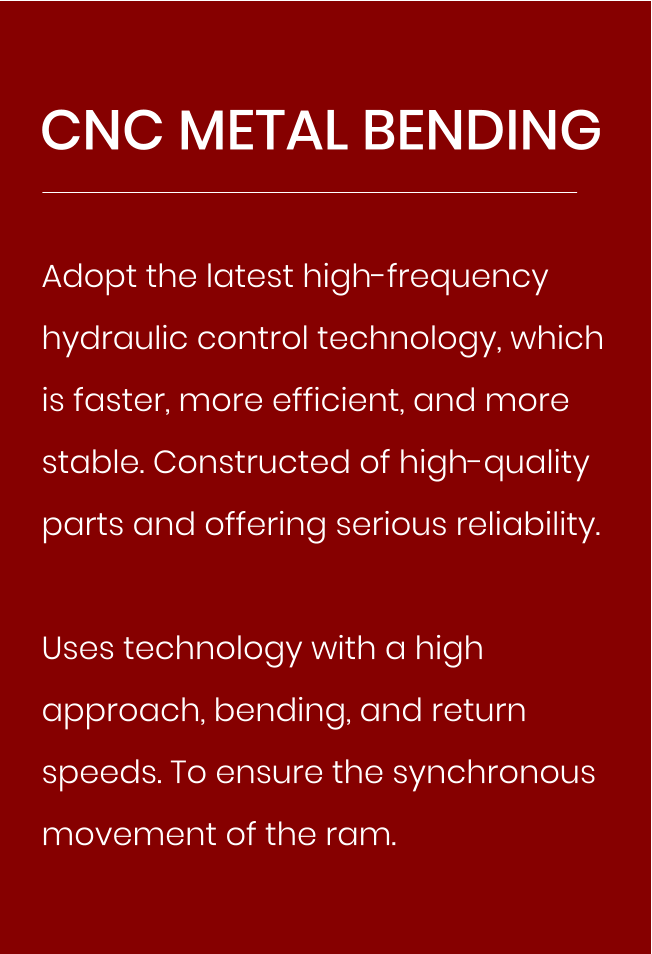 CNC METAL BENDING
Adopt the latest high-frequency
hydraulic control technology, which
is faster, more efficient, and more
stable. Constructed of high-quality
parts and offering serious reliability.
Uses technology with a high
approach, bending, and return
speeds. To ensure the synchronous
movement of the ram.